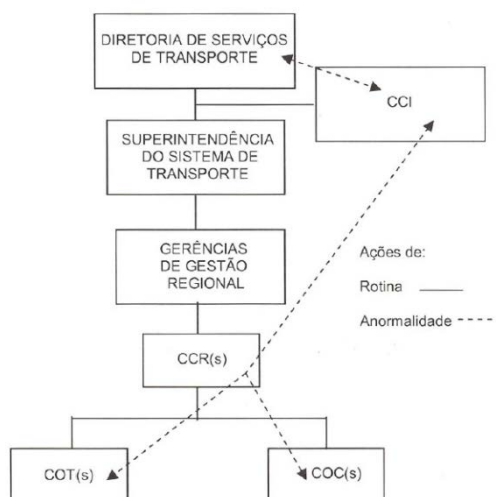 DIRETORIA DE SERVIÇOS
DE TRANSPORTE
CCI
SUPERINTENDÊNCIA
DO SISTEMA DE
TRANSPORTE
GERÊNCIAS
DE GESTÃO
REGIONAL
Ações de:
Rotina
Anormalidade
CCR(s)
COT(s)
COC(s)